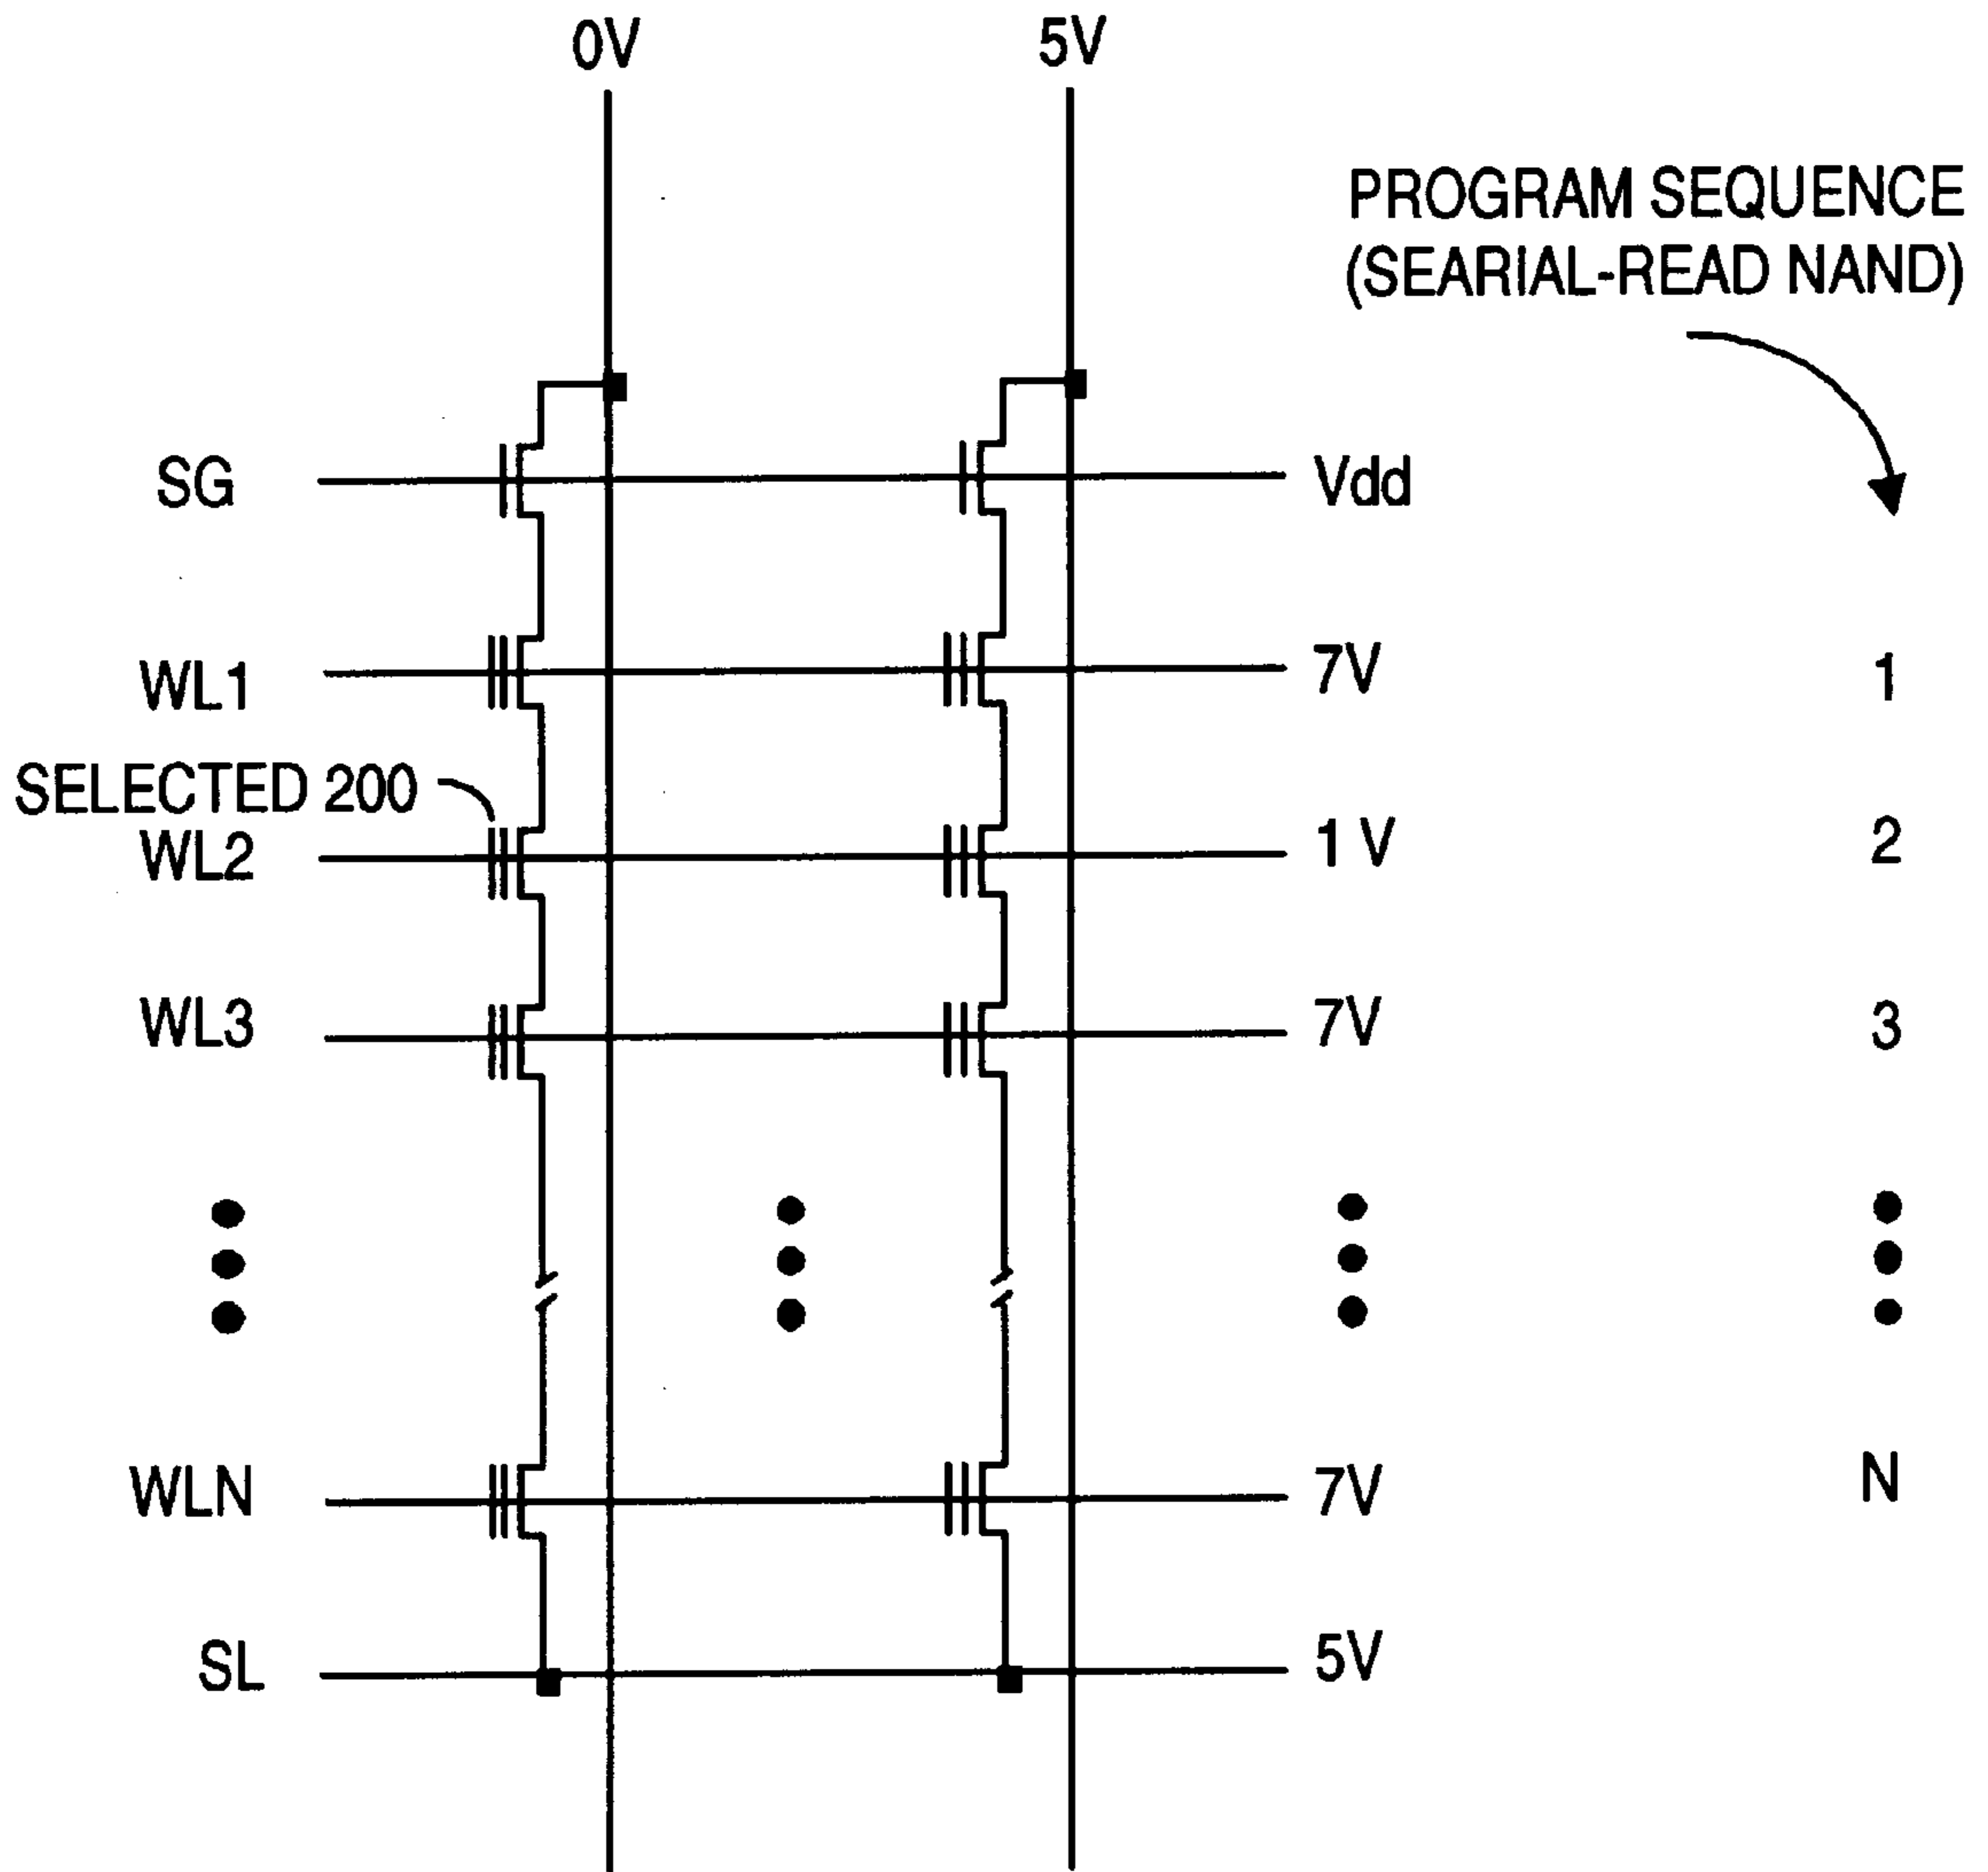 0V 5V
PROGRAM SEQUENCE
(SEARIAL-READ NAND)
SG Vdd
WL1 7V 1
SELECTED 200
WL2 1 V 2
WL3 7V 3
WLN 7V N
SL 5V